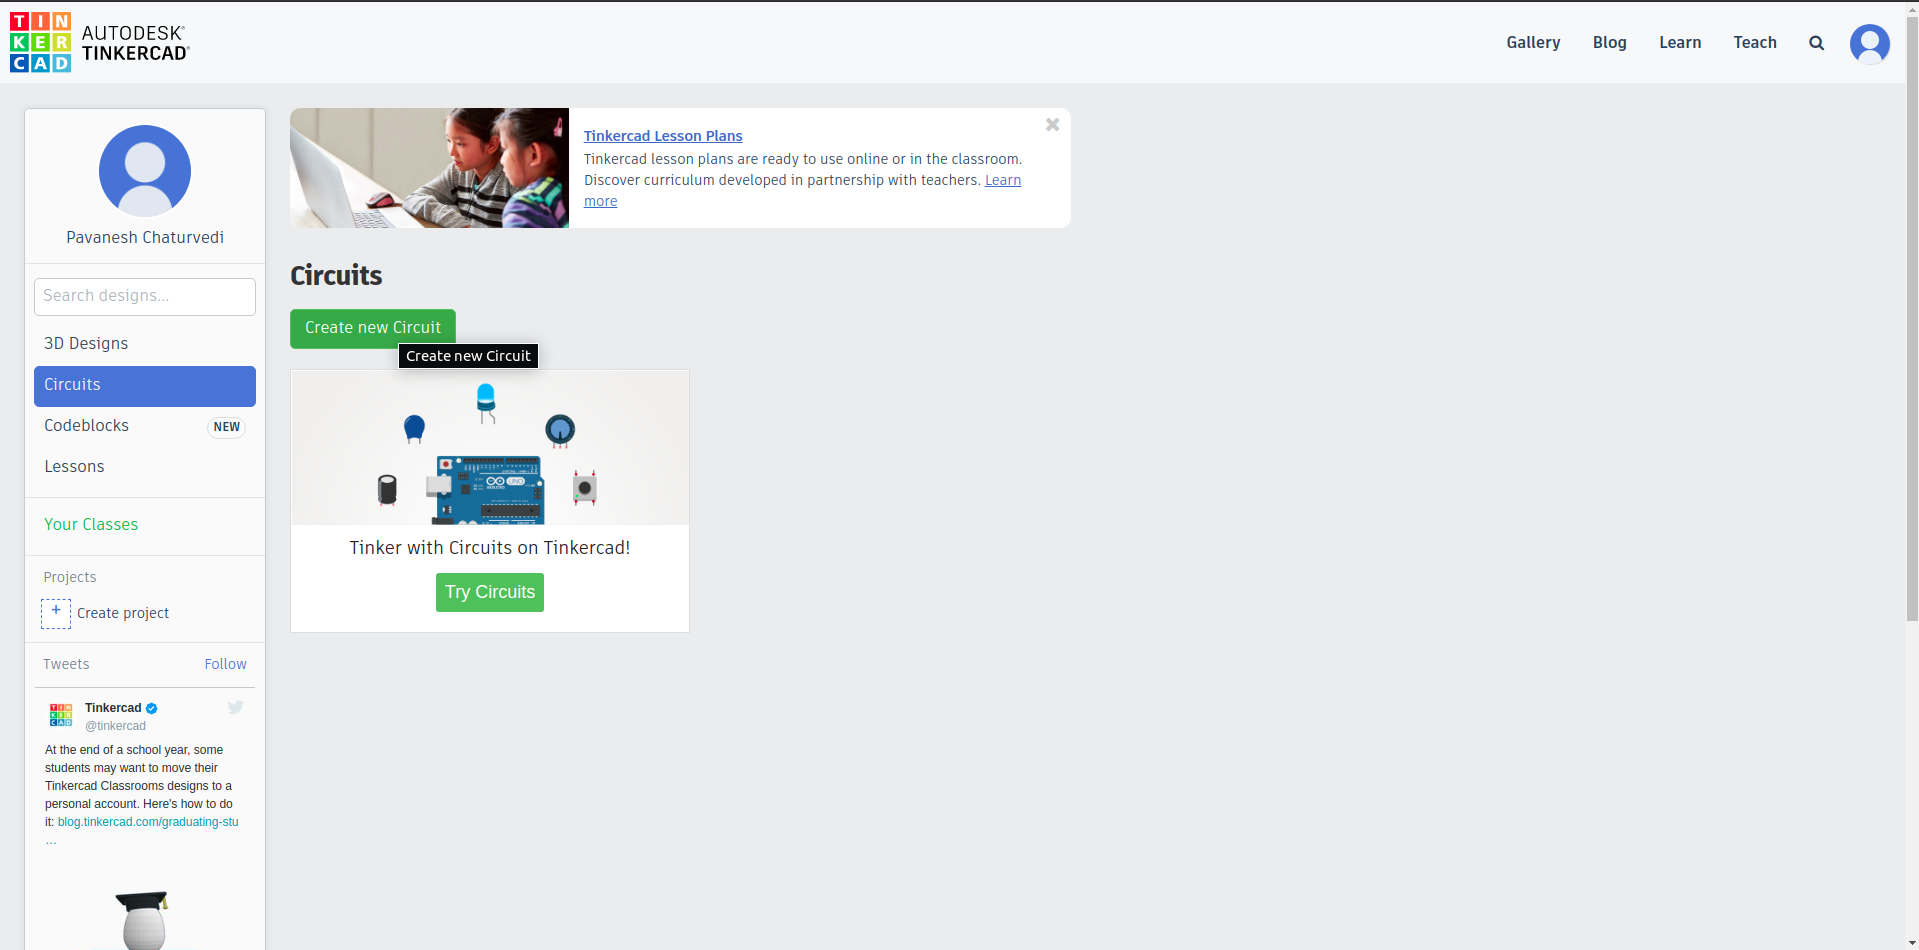 TIN
KER
CAD
AUTODESK®
TINKERCAD®
Gallery
Blog
Learn
Teach
Pavanesh Chaturvedi
Search designs...
3D Designs
Circuits
Codeblocks
NEW
Lessons
Your Classes
Projects
+ Create project
Tweets
Follow
TIN
KER
CAD
Tinkercad
@tinkercad
At the end of a school year, some
students may want to move their
Tinkercad Classrooms designs to a
personal account. Here's how to do
it: blog.tinkercad.com/graduating-stu
…
Tinkercad Lesson Plans
Tinkercad lesson plans are ready to use online or in the classroom.
Discover curriculum developed in partnership with teachers. Learn
more
Circuits
Create new Circuit
Create new Circuit
UNO
ARDUINO
Tinker with Circuits on Tinkercad!
Try Circuits